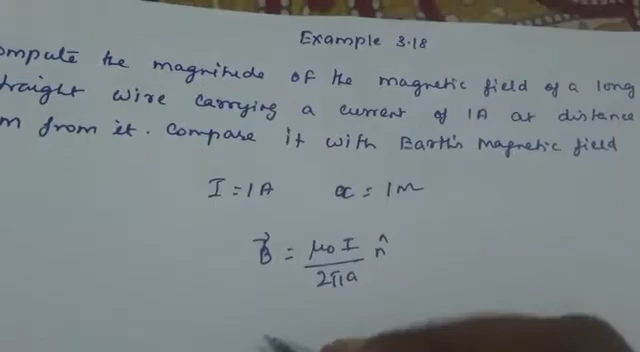 Example 3.18
ompute the magnitude of the magnetic field of a long
traight wire carrying a current of 1A at distance
m from it. Compare it with Earth's magnetic field
I = 1A a = 1m
B⃗ = μ₀ I / 2πa n̂